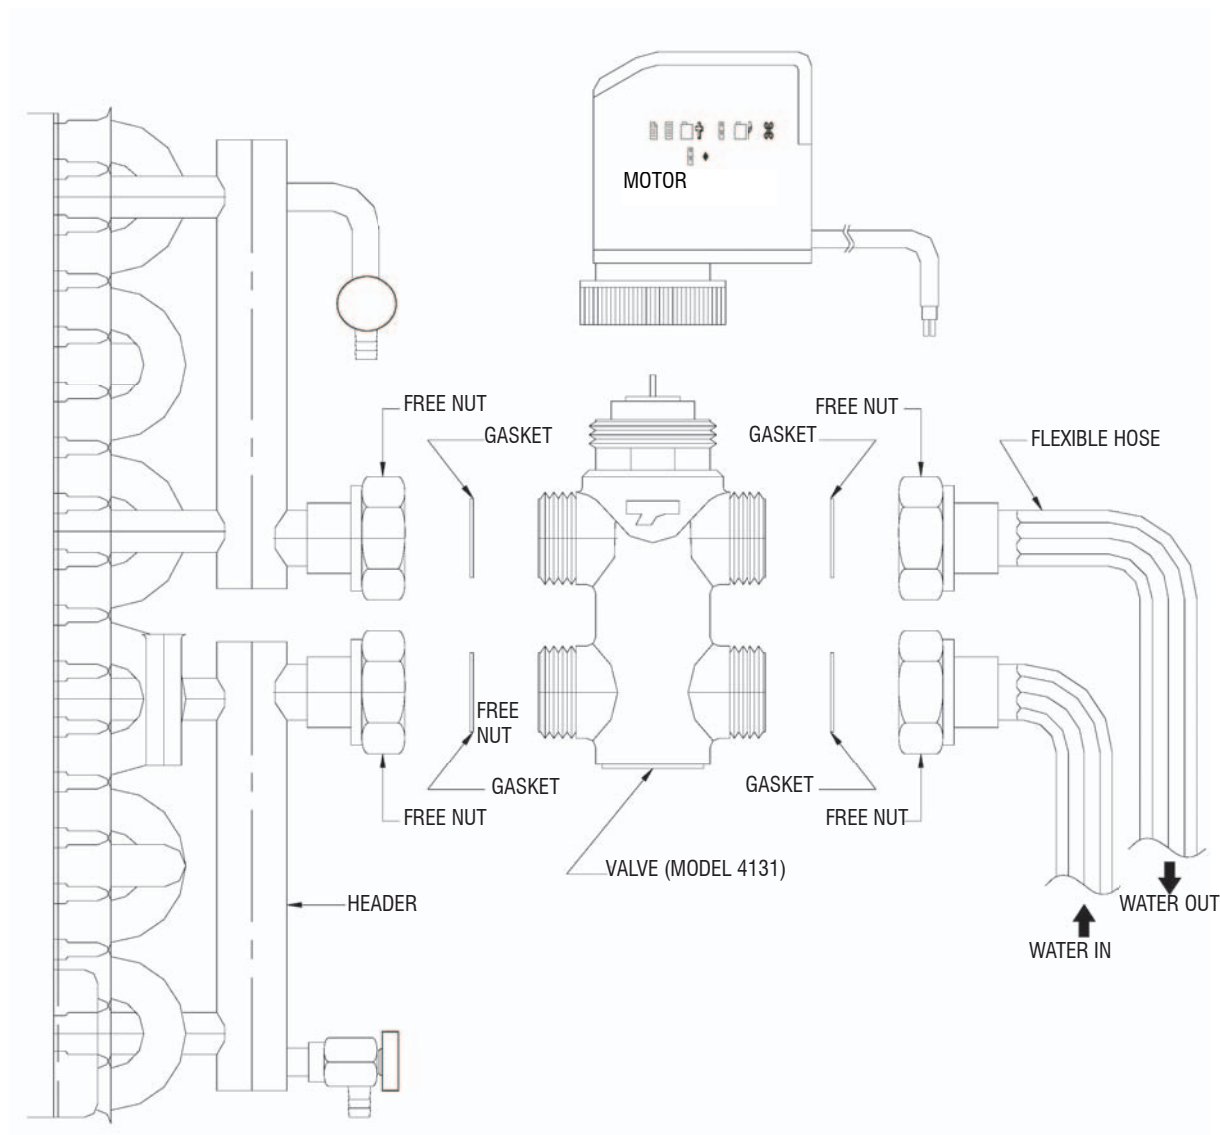 MOTOR
FREE NUT
GASKET
FREE NUT
GASKET
FLEXIBLE HOSE
FREE
NUT
GASKET
FREE NUT
GASKET
FREE NUT
VALVE (MODEL 4131)
HEADER
WATER OUT
WATER IN